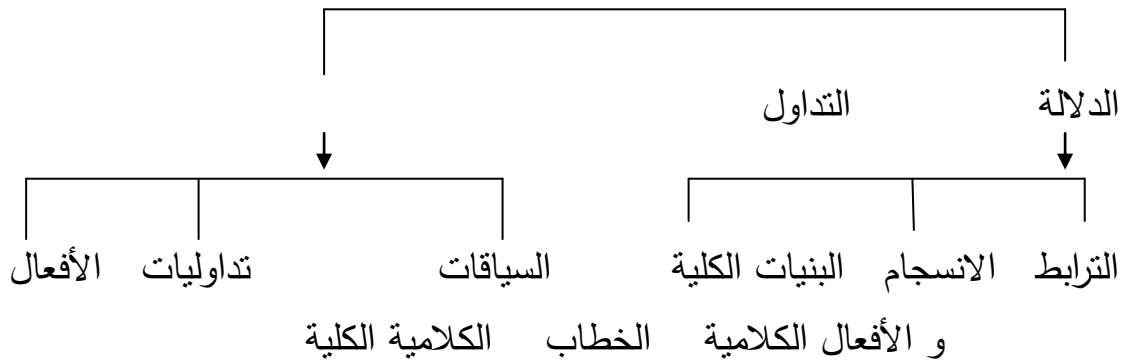 الدلالة التداول
الترابط الانسجام البنيات الكلية السياقات تداوليات الأفعال
و الأفعال الكلامية الخطاب الكلامية الكلية